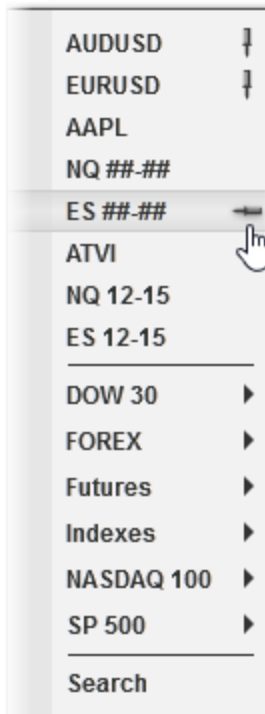 AUDUSD
EURUSD
AAPL
NQ ##-##
ES ##-##
ATVI
NQ 12-15
ES 12-15
DOW 30
FOREX
Futures
Indexes
NASDAQ 100
SP 500
Search